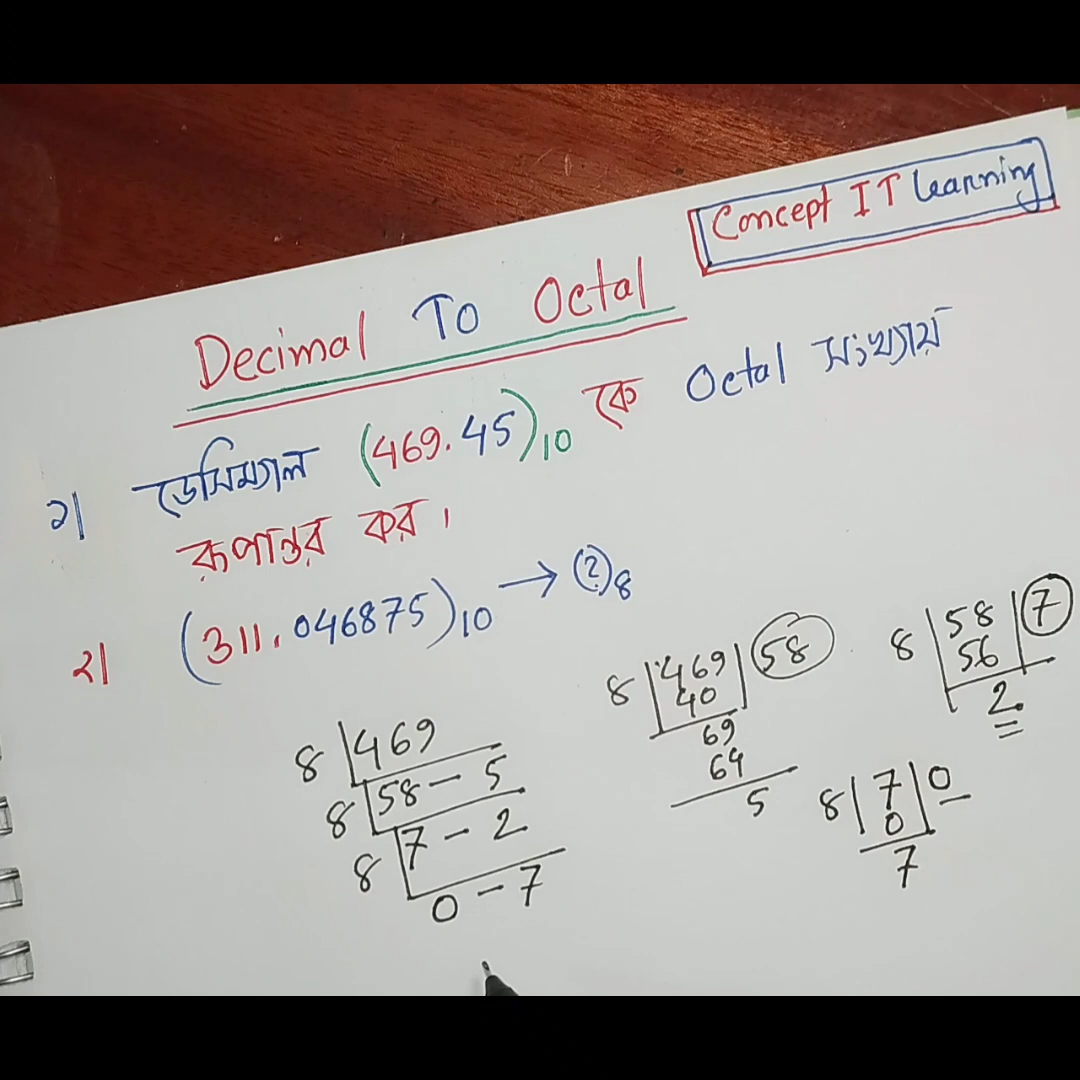 Concept IT Learning
Decimal To Octal
১| ডেসিম্যাল (469.45)10 কে Octal সংখ্যায়
রূপান্তর কর।
২| (311.046875)10 → (?)8
8 | 469
8 | 58 - 5
8 | 7 - 2
0 - 7
8 | 469 | 58
40
69
64
5
8 | 58 | 7
56
2
8 | 7 | 0
0
7